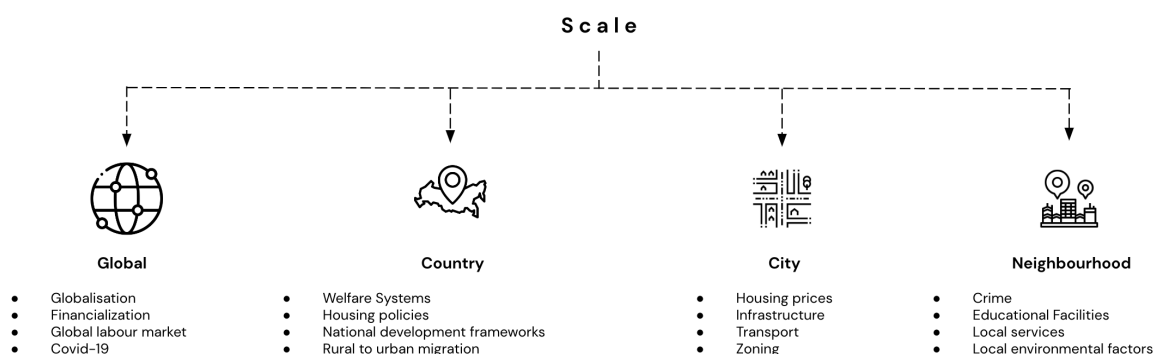 Scale
Global
Globalisation
Financialization
Global labour market
Covid-19
Country
Welfare Systems
Housing policies
National development frameworks
Rural to urban migration
City
Housing prices
Infrastructure
Transport
Zoning
Neighbourhood
Crime
Educational Facilities
Local services
Local environmental factors